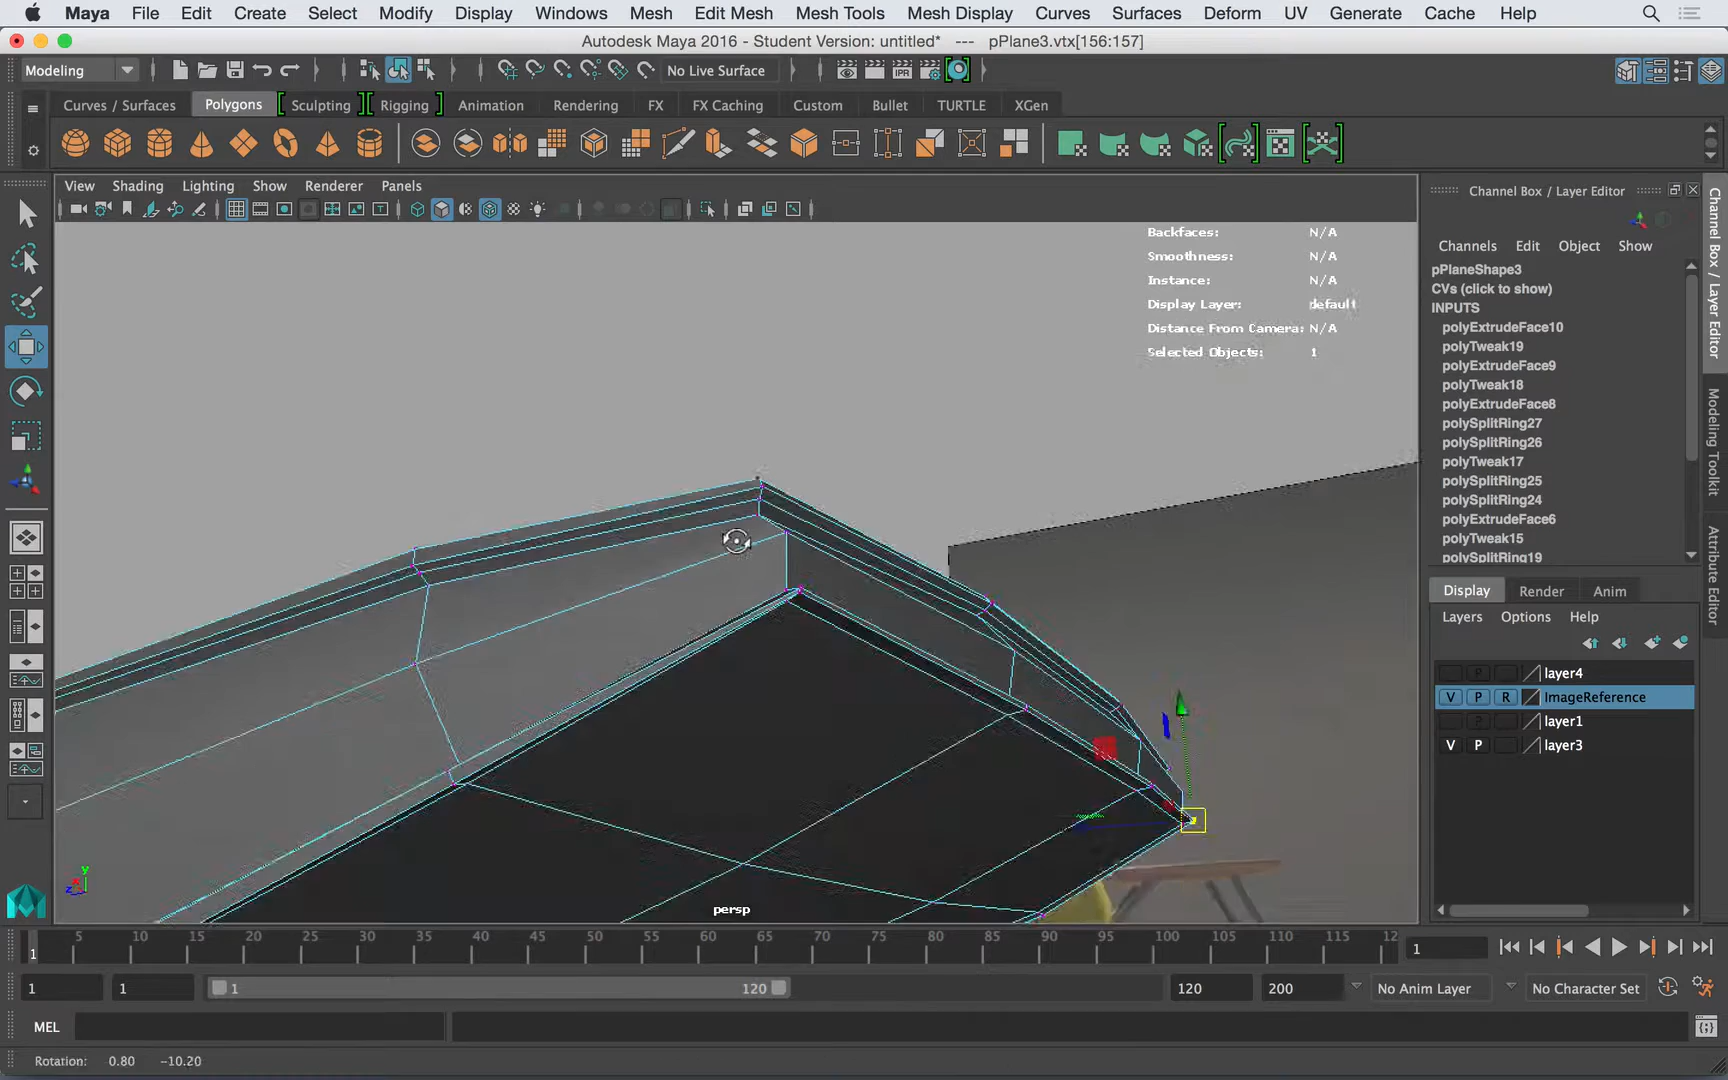 Maya File Edit Create Select Modify Display Windows Mesh Edit Mesh Mesh Tools Mesh Display Curves Surfaces Deform UV Generate Cache Help
Autodesk Maya 2016 - Student Version: untitled* --- pPlane3.vtx[156:157]
Modeling
No Live Surface
Curves / Surfaces Polygons Sculpting Rigging Animation Rendering FX FX Caching Custom Bullet TURTLE XGen
View Shading Lighting Show Renderer Panels
Backfaces: N/A
Smoothness: N/A
Instance: N/A
Display Layer: default
Distance From Camera: N/A
Selected Objects: 1
persp
Channel Box / Layer Editor
Channels Edit Object Show
pPlaneShape3
CVs (click to show)
INPUTS
polyExtrudeFace10
polyTweak19
polyExtrudeFace9
polyTweak18
polyExtrudeFace8
polySplitRing27
polySplitRing26
polyTweak17
polySplitRing25
polySplitRing24
polyExtrudeFace6
polyTweak15
polySplitRing19
Display Render Anim
Layers Options Help
P layer4
V P R ImageReference
P layer1
V P layer3
Channel Box / Layer Editor
Modeling Toolkit
Attribute Editor
5 10 15 20 25 30 35 40 45 50 55 60 65 70 75 80 85 90 95 100 105 110 115 12
1
1
1 1 1 120 120 200 No Anim Layer No Character Set
MEL
Rotation: 0.80 -10.20